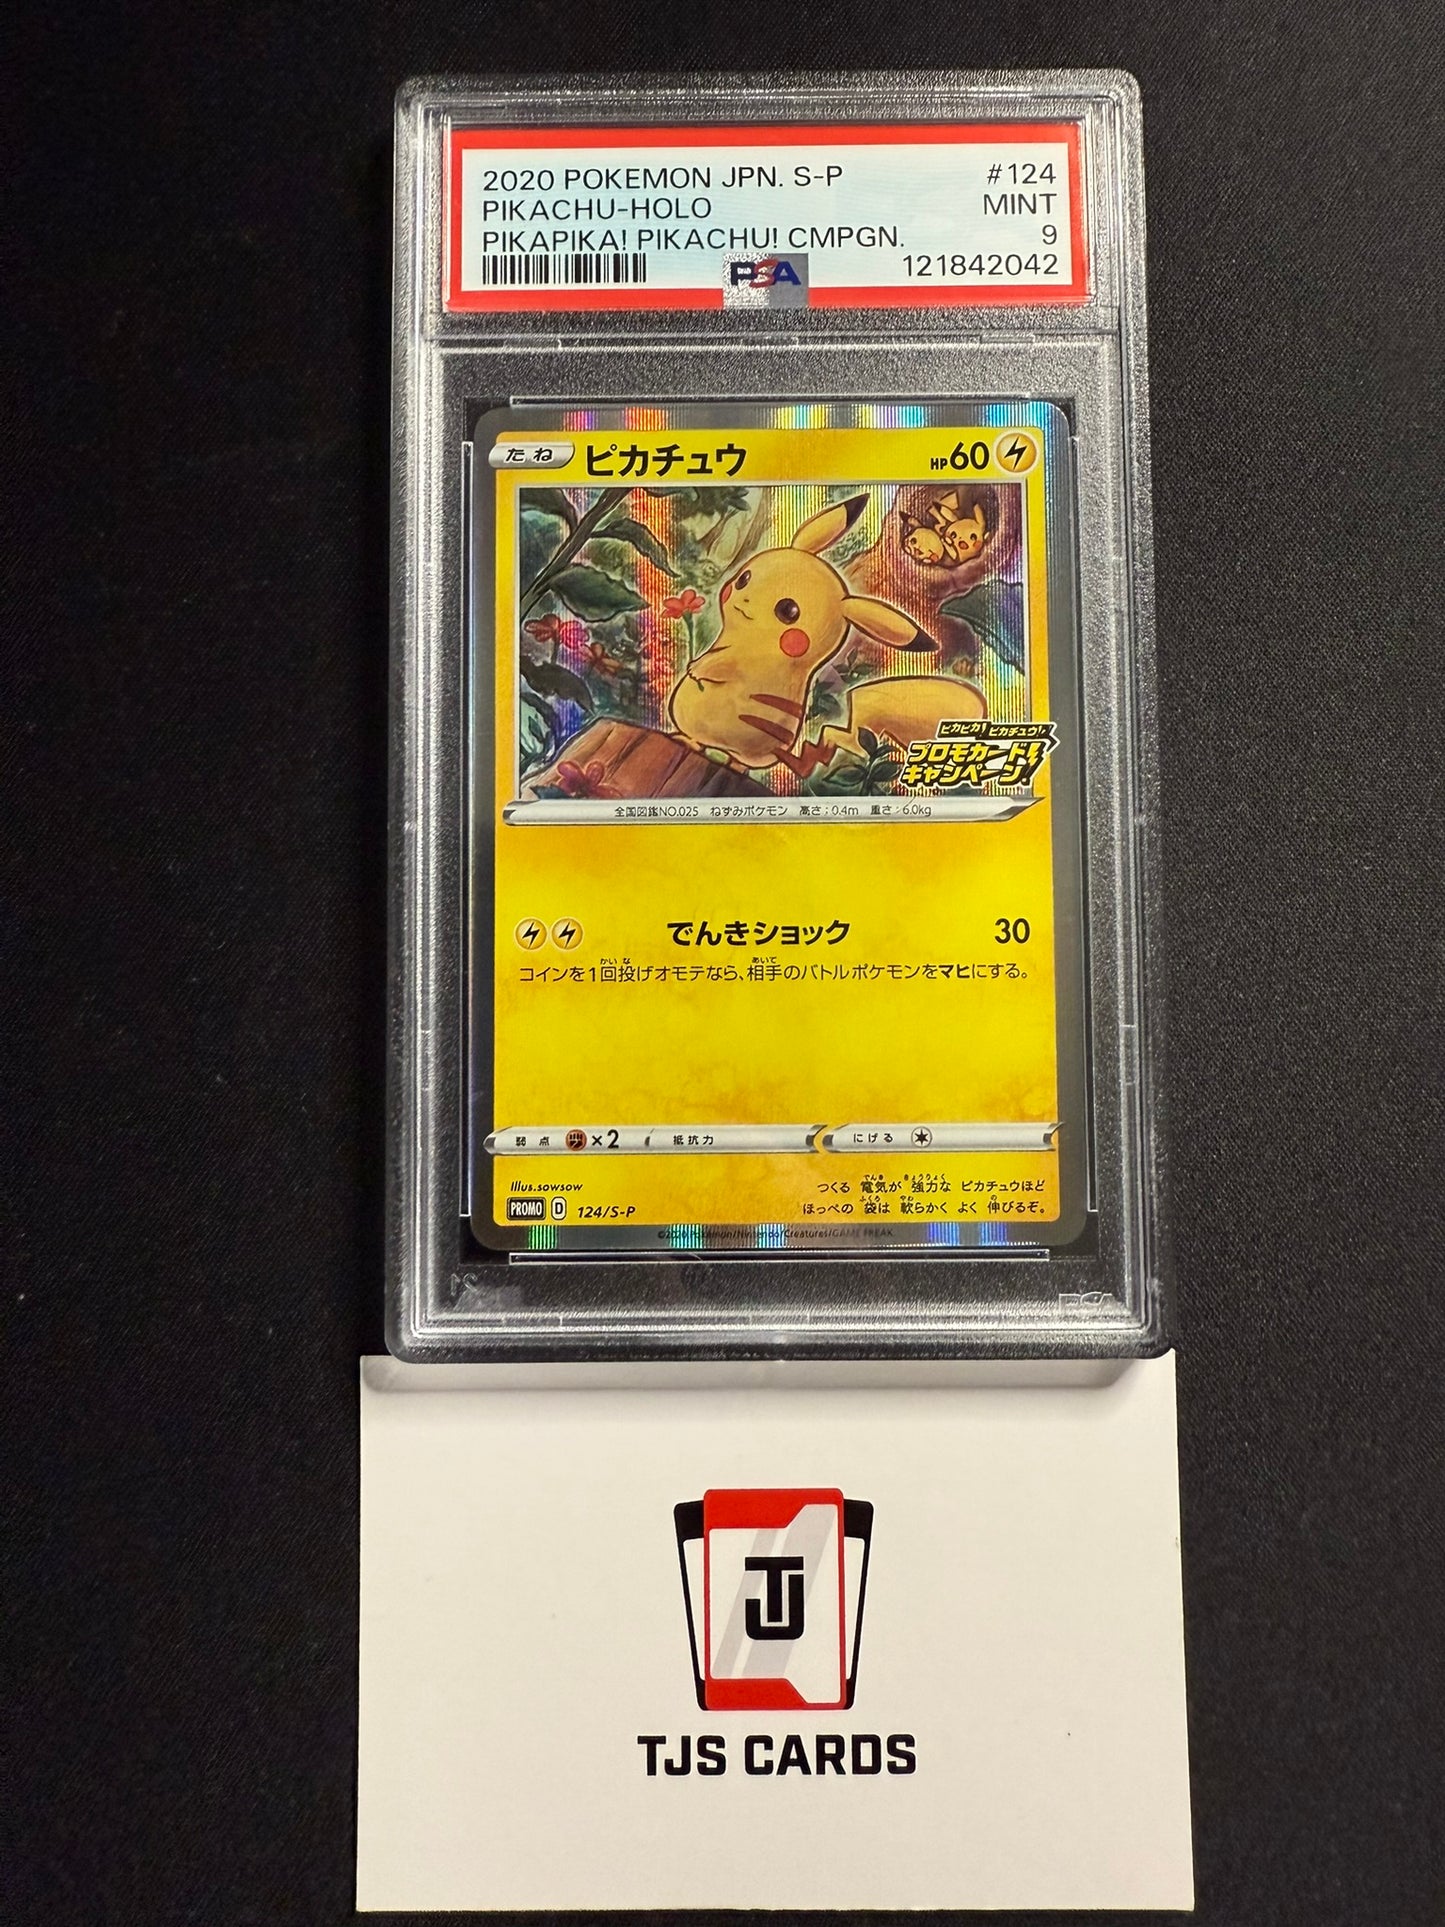 2020 POKEMON JPN. S-P #124
PIKACHU-HOLO MINT
PIKAPIKA! PIKACHU! CMPGN. 9
PSA 121842042
たね ピカチュウ HP60
ピカピカ! ピカチュウ!
プロモカード
キャンペーン!
全国図鑑NO.025 ねずみポケモン 高さ:0.4m 重さ:6.0kg
でんきショック 30
コインを1回投げオモテなら、相手のバトルポケモンをマヒにする。
弱点 ×2 抵抗力 にげる
Illus.sowsow
つくる 電気が 強力な ピカチュウほど
ほっぺの 袋は 軟らかく よく 伸びるぞ。
PROMO D 124/S-P
©2020 Pokémon/Nintendo/Creatures/GAME FREAK
TJ
TJS CARDS